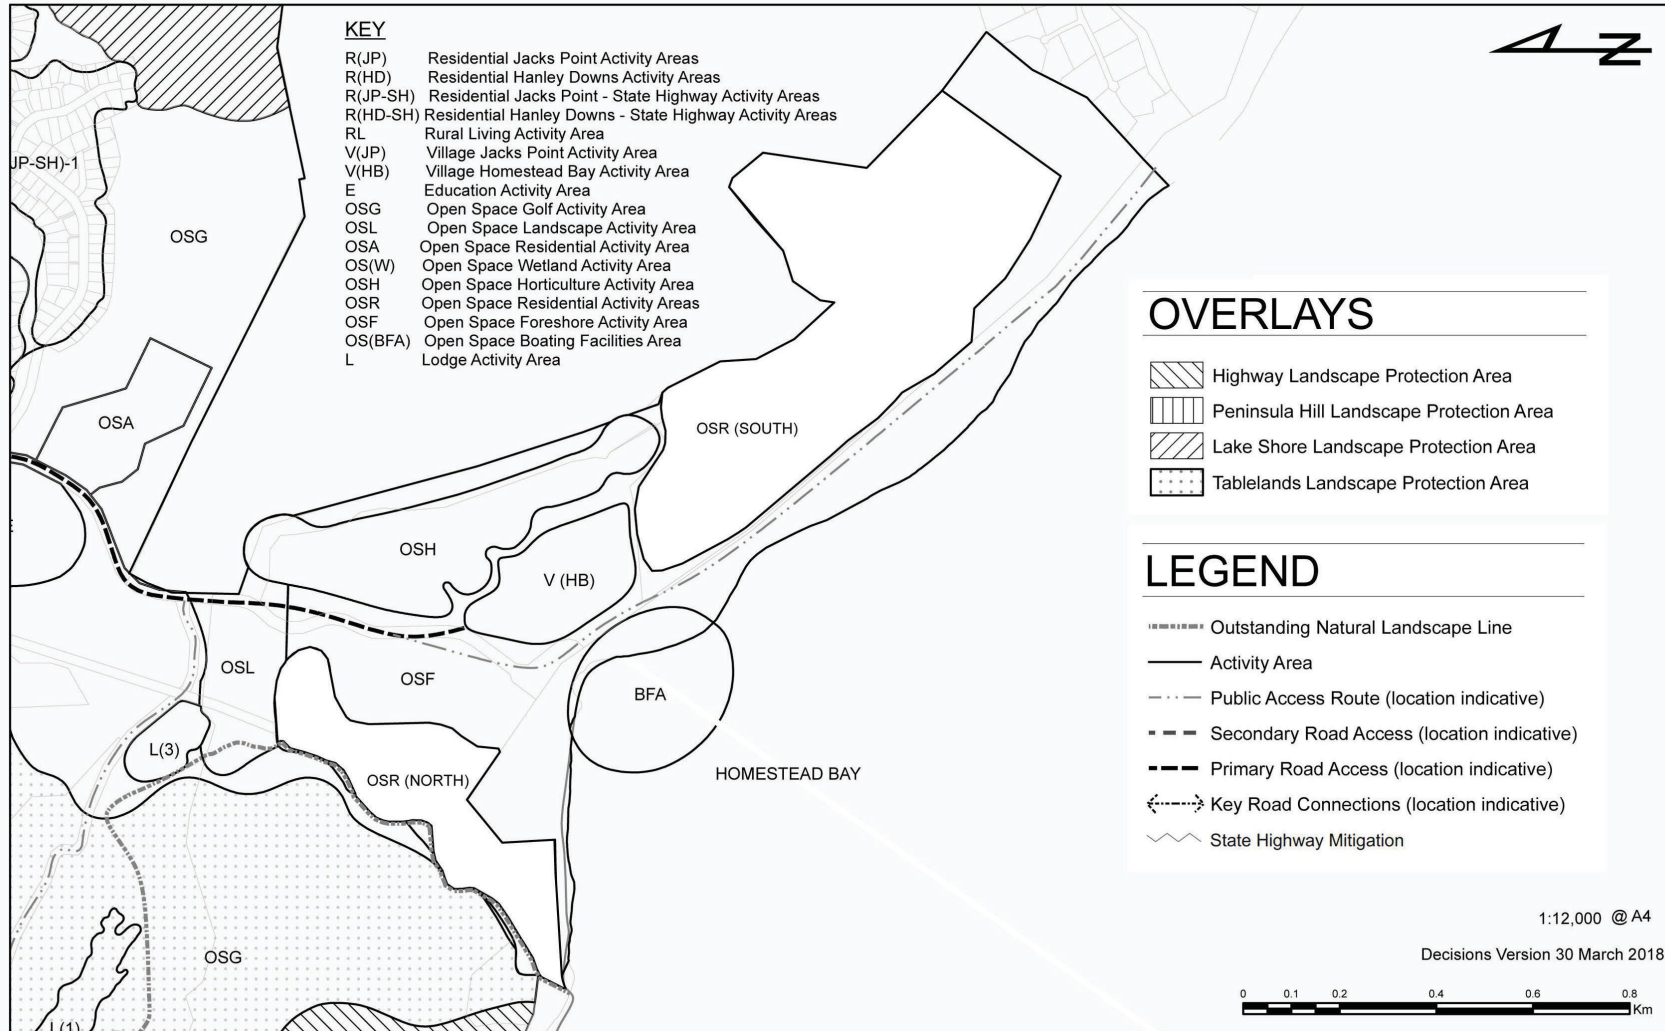 KEY
R(JP) Residential Jacks Point Activity Areas
R(HD) Residential Hanley Downs Activity Areas
R(JP-SH) Residential Jacks Point - State Highway Activity Areas
R(HD-SH) Residential Hanley Downs - State Highway Activity Areas
RL Rural Living Activity Area
V(JP) Village Jacks Point Activity Area
V(HB) Village Homestead Bay Activity Area
E Education Activity Area
OSG Open Space Golf Activity Area
OSL Open Space Landscape Activity Area
OSA Open Space Residential Activity Area
OS(W) Open Space Wetland Activity Area
OSH Open Space Horticulture Activity Area
OSR Open Space Residential Activity Areas
OSF Open Space Foreshore Activity Area
OS(BFA) Open Space Boating Facilities Area
L Lodge Activity Area
N
JP-SH)-1
OSG
OSA
OSR (SOUTH)
OSH
V (HB)
OSL
OSF
BFA
L(3)
OSR (NORTH)
HOMESTEAD BAY
OSG
L(1)
OVERLAYS
Highway Landscape Protection Area
Peninsula Hill Landscape Protection Area
Lake Shore Landscape Protection Area
Tablelands Landscape Protection Area
LEGEND
Outstanding Natural Landscape Line
Activity Area
Public Access Route (location indicative)
Secondary Road Access (location indicative)
Primary Road Access (location indicative)
Key Road Connections (location indicative)
State Highway Mitigation
1:12,000 @ A4
Decisions Version 30 March 2018
0 0.1 0.2 0.4 0.6 0.8
Km